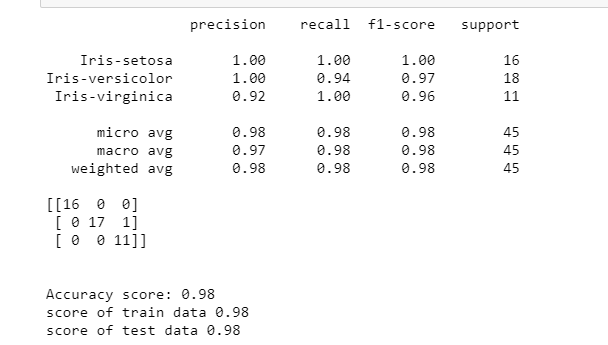 precision recall f1-score support
Iris-setosa 1.00 1.00 1.00 16
Iris-versicolor 1.00 0.94 0.97 18
Iris-virginica 0.92 1.00 0.96 11
micro avg 0.98 0.98 0.98 45
macro avg 0.97 0.98 0.98 45
weighted avg 0.98 0.98 0.98 45
[[16 0 0]
[ 0 17 1]
[ 0 0 11]]
Accuracy score: 0.98
score of train data 0.98
score of test data 0.98